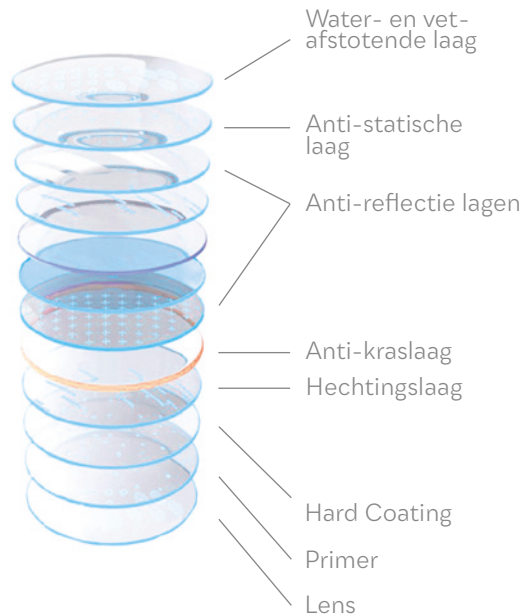 Water- en vet-
afstotende laag
Anti-statische
laag
Anti-reflectie lagen
Anti-kraslaag
Hechtingslaag
Hard Coating
Primer
Lens